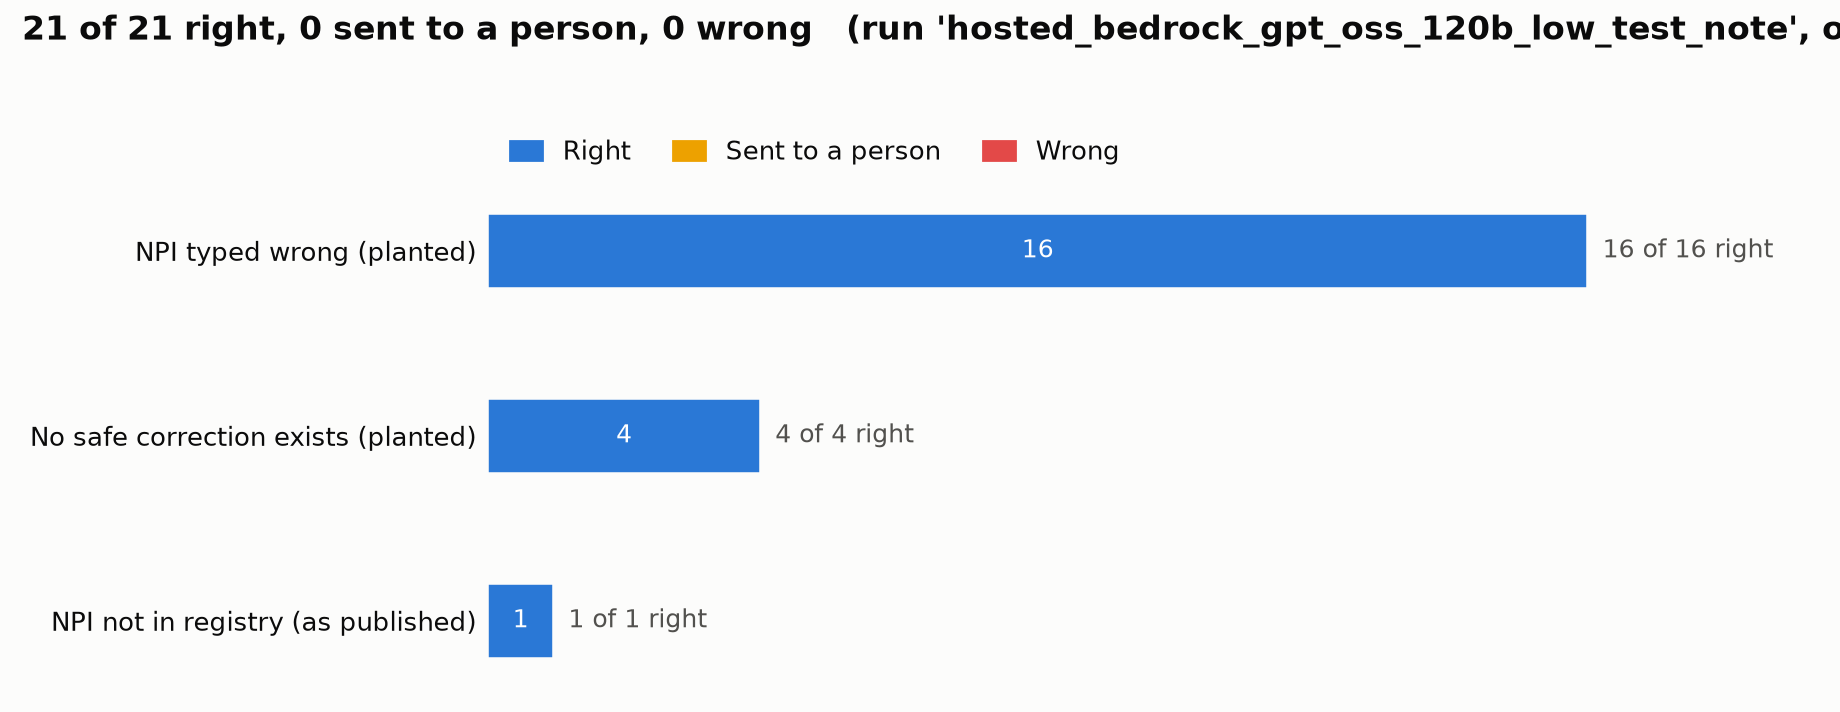 21 of 21 right, 0 sent to a person, 0 wrong (run 'hosted_bedrock_gpt_oss_120b_low_test_note',
Right Sent to a person Wrong
NPI typed wrong (planted) 16 16 of 16 right
No safe correction exists (planted) 4 4 of 4 right
NPI not in registry (as published) 1 1 of 1 right